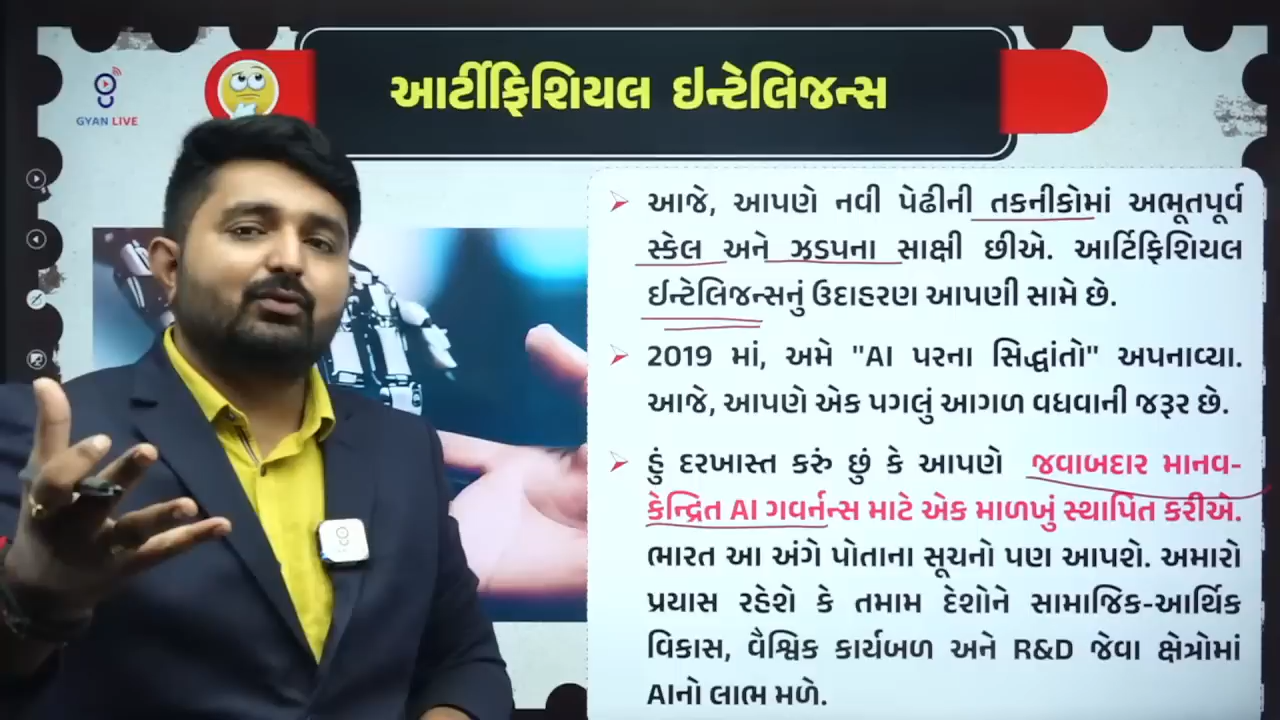 આર્ટીફિશિયલ ઇન્ટેલિજન્સ
GYAN LIVE
આજે, આપણે નવી પેઢીની તકનીકોમાં અભૂતપૂર્વ
સ્કેલ અને ઝડપના સાક્ષી છીએ. આર્ટિફિશિયલ
ઈન્ટેલિજન્સનું ઉદાહરણ આપણી સામે છે.
2019 માં, અમે "AI પરના સિદ્ધાંતો" અપનાવ્યા.
આજે, આપણે એક પગલું આગળ વધવાની જરૂર છે.
હું દરખાસ્ત કરું છું કે આપણે જવાબદાર માનવ-
કેન્દ્રિત AI ગવર્નન્સ માટે એક માળખું સ્થાપિત કરીએ.
ભારત આ અંગે પોતાના સૂચનો પણ આપશે. અમારો
પ્રયાસ રહેશે કે તમામ દેશોને સામાજિક-આર્થિક
વિકાસ, વૈશ્વિક કાર્યબળ અને R&D જેવા ક્ષેત્રોમાં
AIનો લાભ મળે.